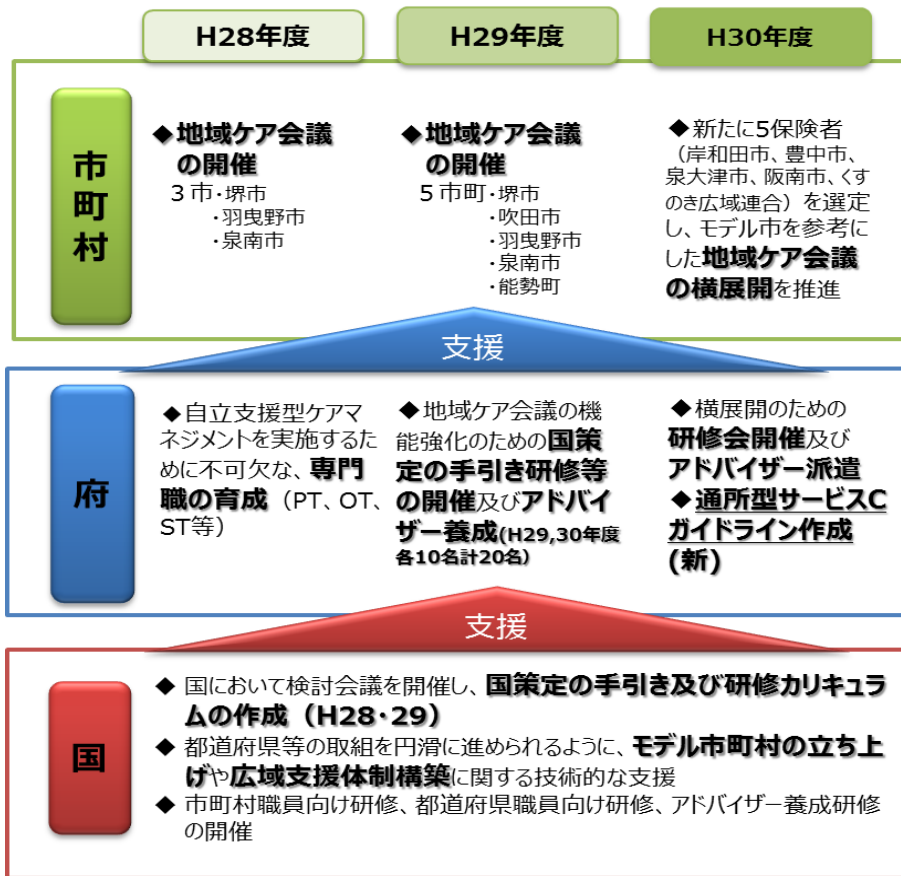 H28年度
H29年度
H30年度
市町村
◆地域ケア会議
の開催
3市・堺市
・羽曳野市
・泉南市
◆地域ケア会議
の開催
5市町・堺市
・吹田市
・羽曳野市
・泉南市
・能勢町
◆新たに5保険者
（岸和田市、豊中市、
泉大津市、阪南市、くす
のき広域連合）を選定
し、モデル市を参考に
した地域ケア会議
の横展開を推進
支援
府
◆自立支援型ケアマ
ネジメントを実施するた
めに不可欠な、専門
職の育成（PT、OT、
ST等）
◆地域ケア会議の機
能強化のための国策
定の手引き研修等
の開催及びアドバイ
ザー養成(H29,30年度
各10名計20名）
◆横展開のための
研修会開催及び
アドバイザー派遣
◆通所型サービスC
ガイドライン作成
(新)
支援
国
◆ 国において検討会議を開催し、国策定の手引き及び研修カリキュラ
ムの作成（H28・29）
◆ 都道府県等の取組を円滑に進められるように、モデル市町村の立ち上
げや広域支援体制構築に関する技術的な支援
◆ 市町村職員向け研修、都道府県職員向け研修、アドバイザー養成研修
の開催